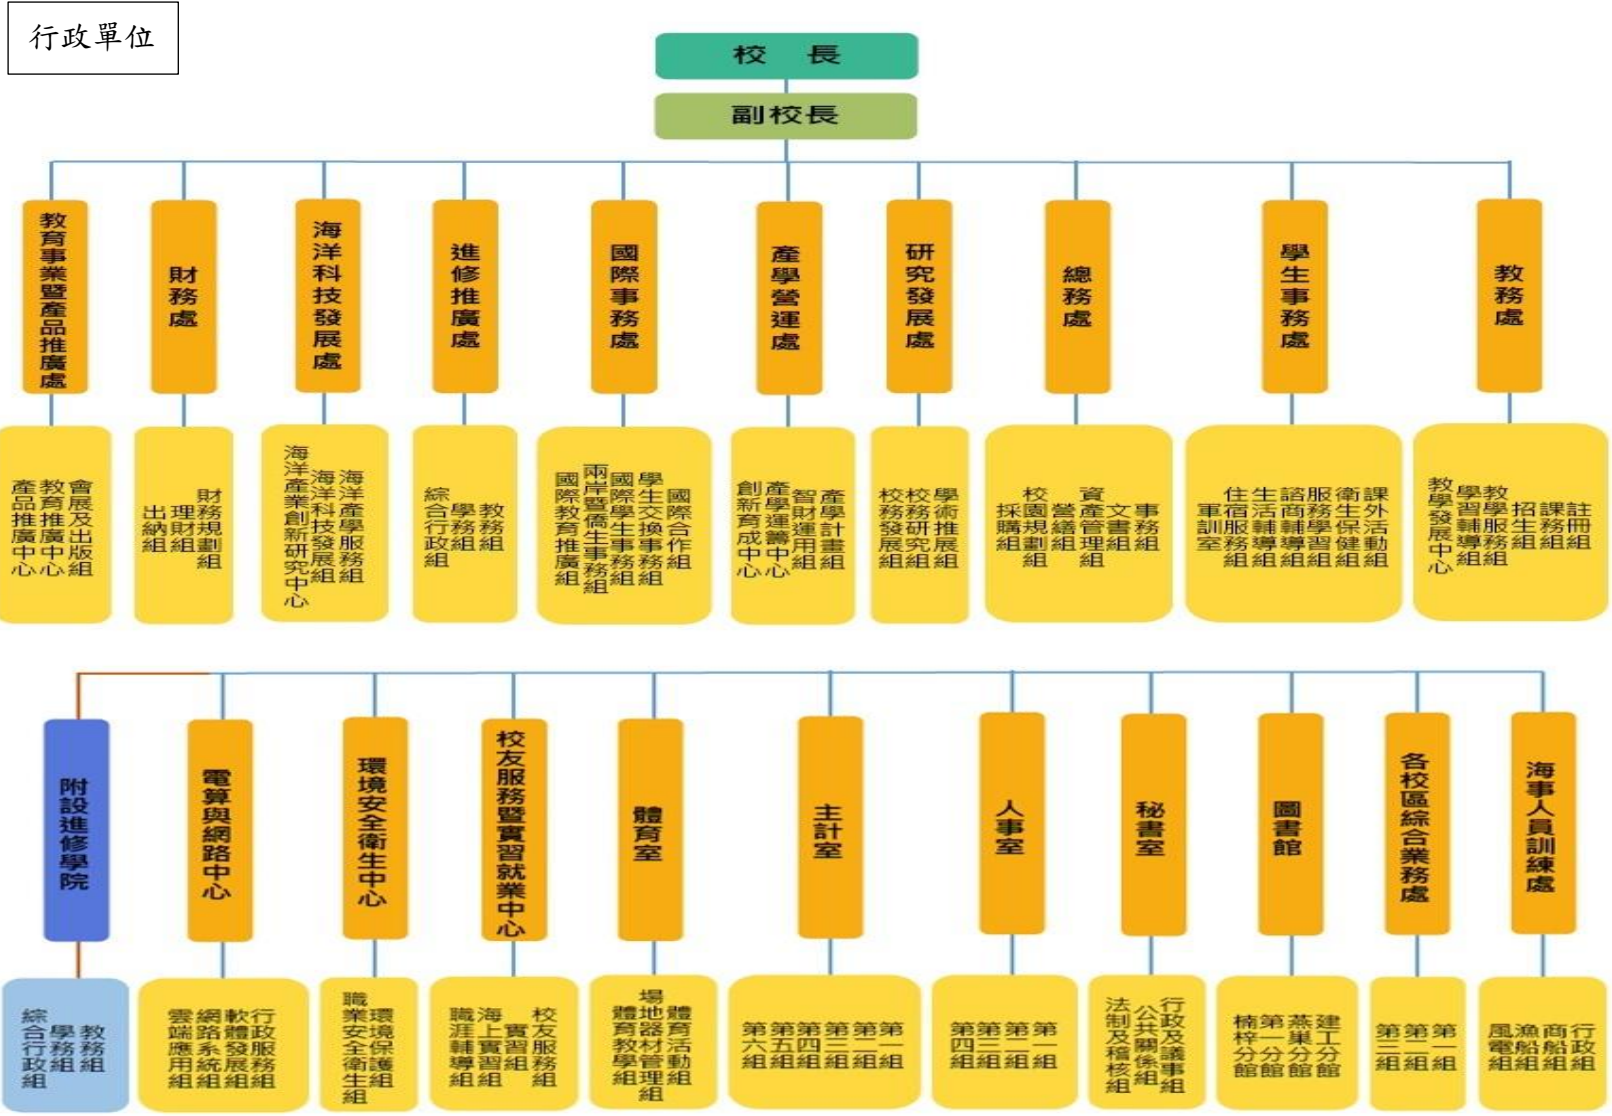 行政單位
校 長
副校長
教務處
註冊組
課務組
招生組
教學服務組
學習輔導組
教學發展中心
學生事務處
課外活動組
衛生保健組
服務學習組
諮商輔導組
生活輔導組
住宿服務組
軍訓室
總務處
事務組
文書組
資產管理組
營繕組
校園規劃組
採購組
研究發展處
學術推展組
校務研究組
校務發展組
產學營運處
產學計畫組
智財運用組
產學運籌中心
創新育成中心
國際事務處
國際合作組
學生交換事務組
國際學生事務組
兩岸暨僑生事務組
國際教育推廣組
進修推廣處
教務組
學務組
綜合行政組
海洋科技發展處
海洋產學服務組
海洋科技發展組
海洋產業創新研究中心
財務處
財務規劃組
理財組
出納組
教育事業暨產品推廣處
會展及出版組
教育推廣中心
產品推廣中心
海事人員訓練處
行政組
商船組
漁船組
風電組
各校區綜合業務處
第一組
第二組
第三組
圖書館
建工分館
燕巢分館
第一分館
楠梓分館
秘書室
行政及議事組
公共關係組
法制及稽核組
人事室
第一組
第二組
第三組
第四組
主計室
第一組
第二組
第三組
第四組
第五組
第六組
體育室
體育活動組
場地器材管理組
體育教學組
校友服務暨實習就業中心
校友服務組
實習組
海上實習組
職涯輔導組
環境安全衛生中心
環境保護組
職業安全衛生組
電算與網路中心
行政服務組
軟體發展組
網路系統組
雲端應用組
附設進修學院
教務組
學務組
綜合行政組